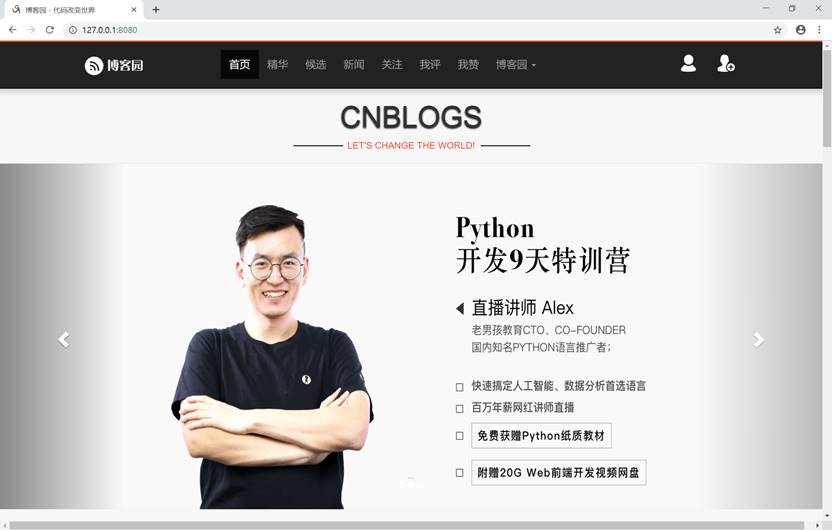 博客园 - 代码改变世界
127.0.0.1:8080
博客园 首页 精华 候选 新闻 关注 我评 我赞 博客园
CNBLOGS
LET'S CHANGE THE WORLD!
Python
开发9天特训营
直播讲师 Alex
老男孩教育CTO、CO-FOUNDER
国内知名PYTHON语言推广者；
快速搞定人工智能、数据分析首选语言
百万年薪网红讲师直播
免费获赠Python纸质教材
附赠20G Web前端开发视频网盘